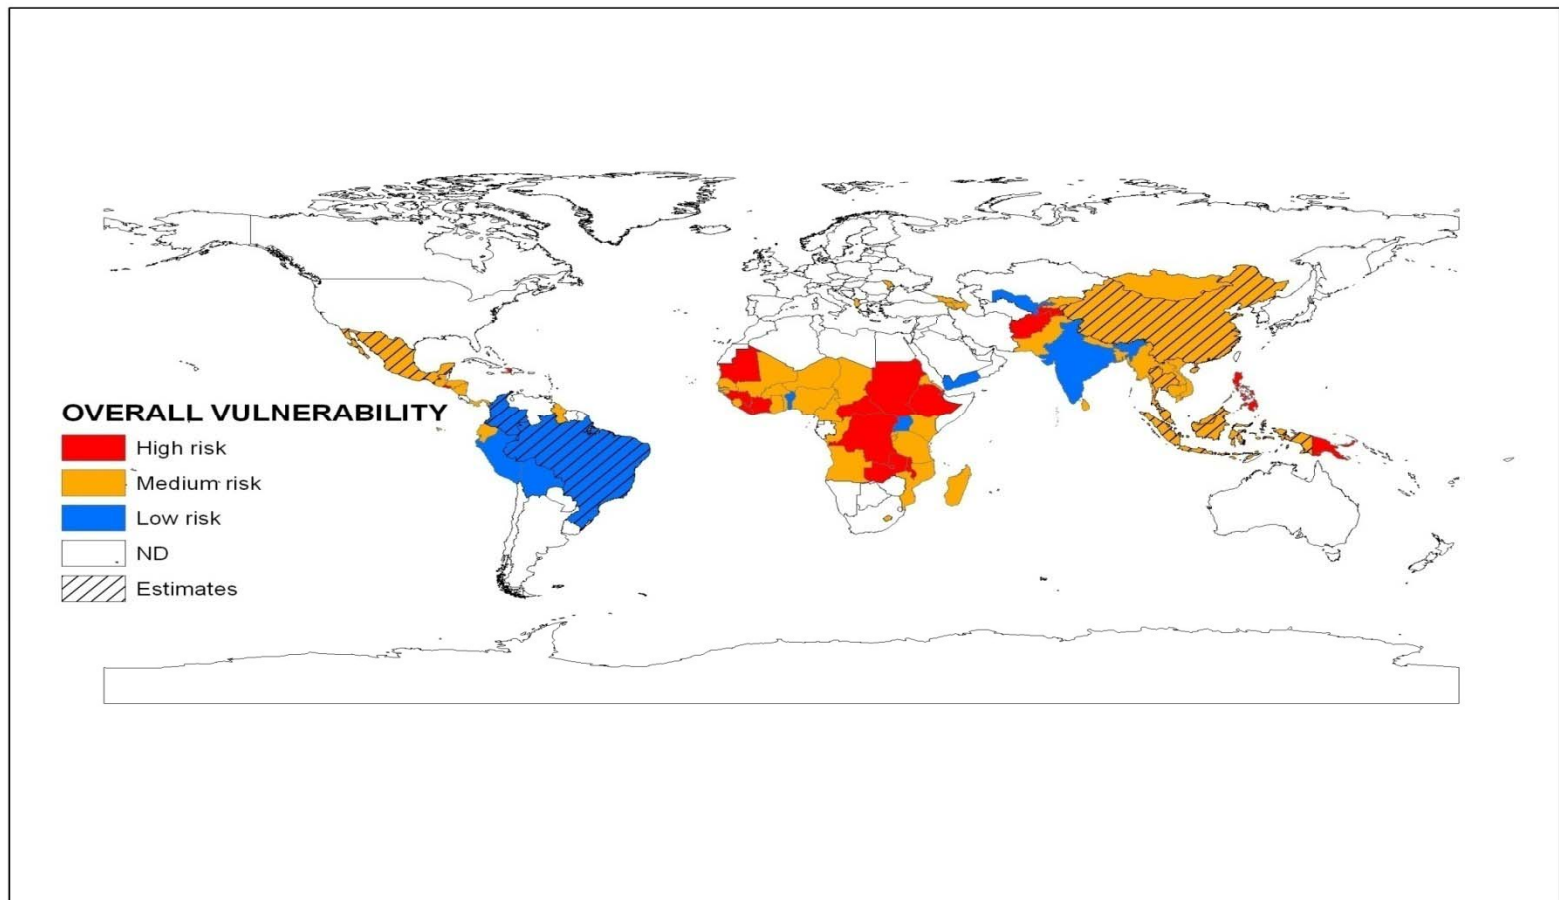 OVERALL VULNERABILITY
High risk
Medium risk
Low risk
ND
Estimates